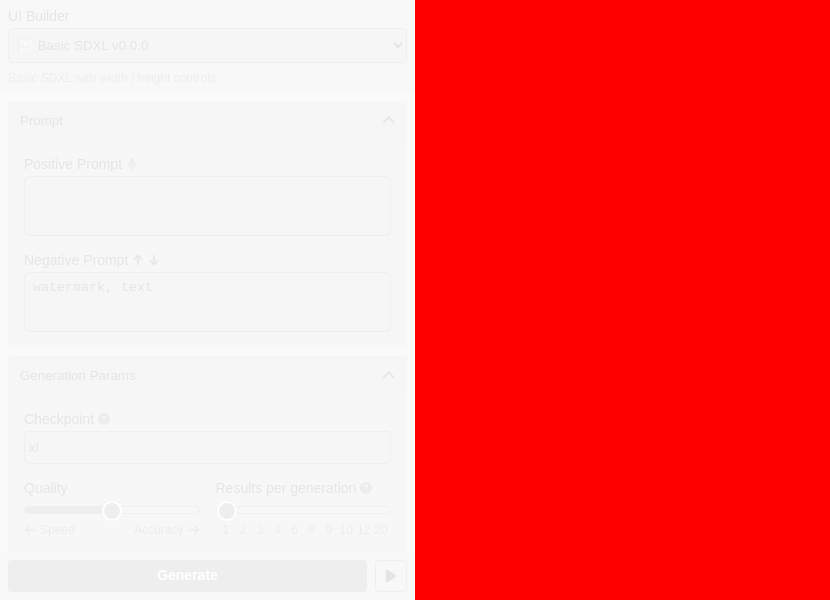 UI Builder
Basic SDXL v0.0.0
Basic SDXL with width / height controls
Prompt
Positive Prompt
Negative Prompt
watermark, text
Generation Params
Checkpoint
xl
Quality
Results per generation
Speed
Accuracy
1 2 3 4 6 8 9 10 12 20
Generate